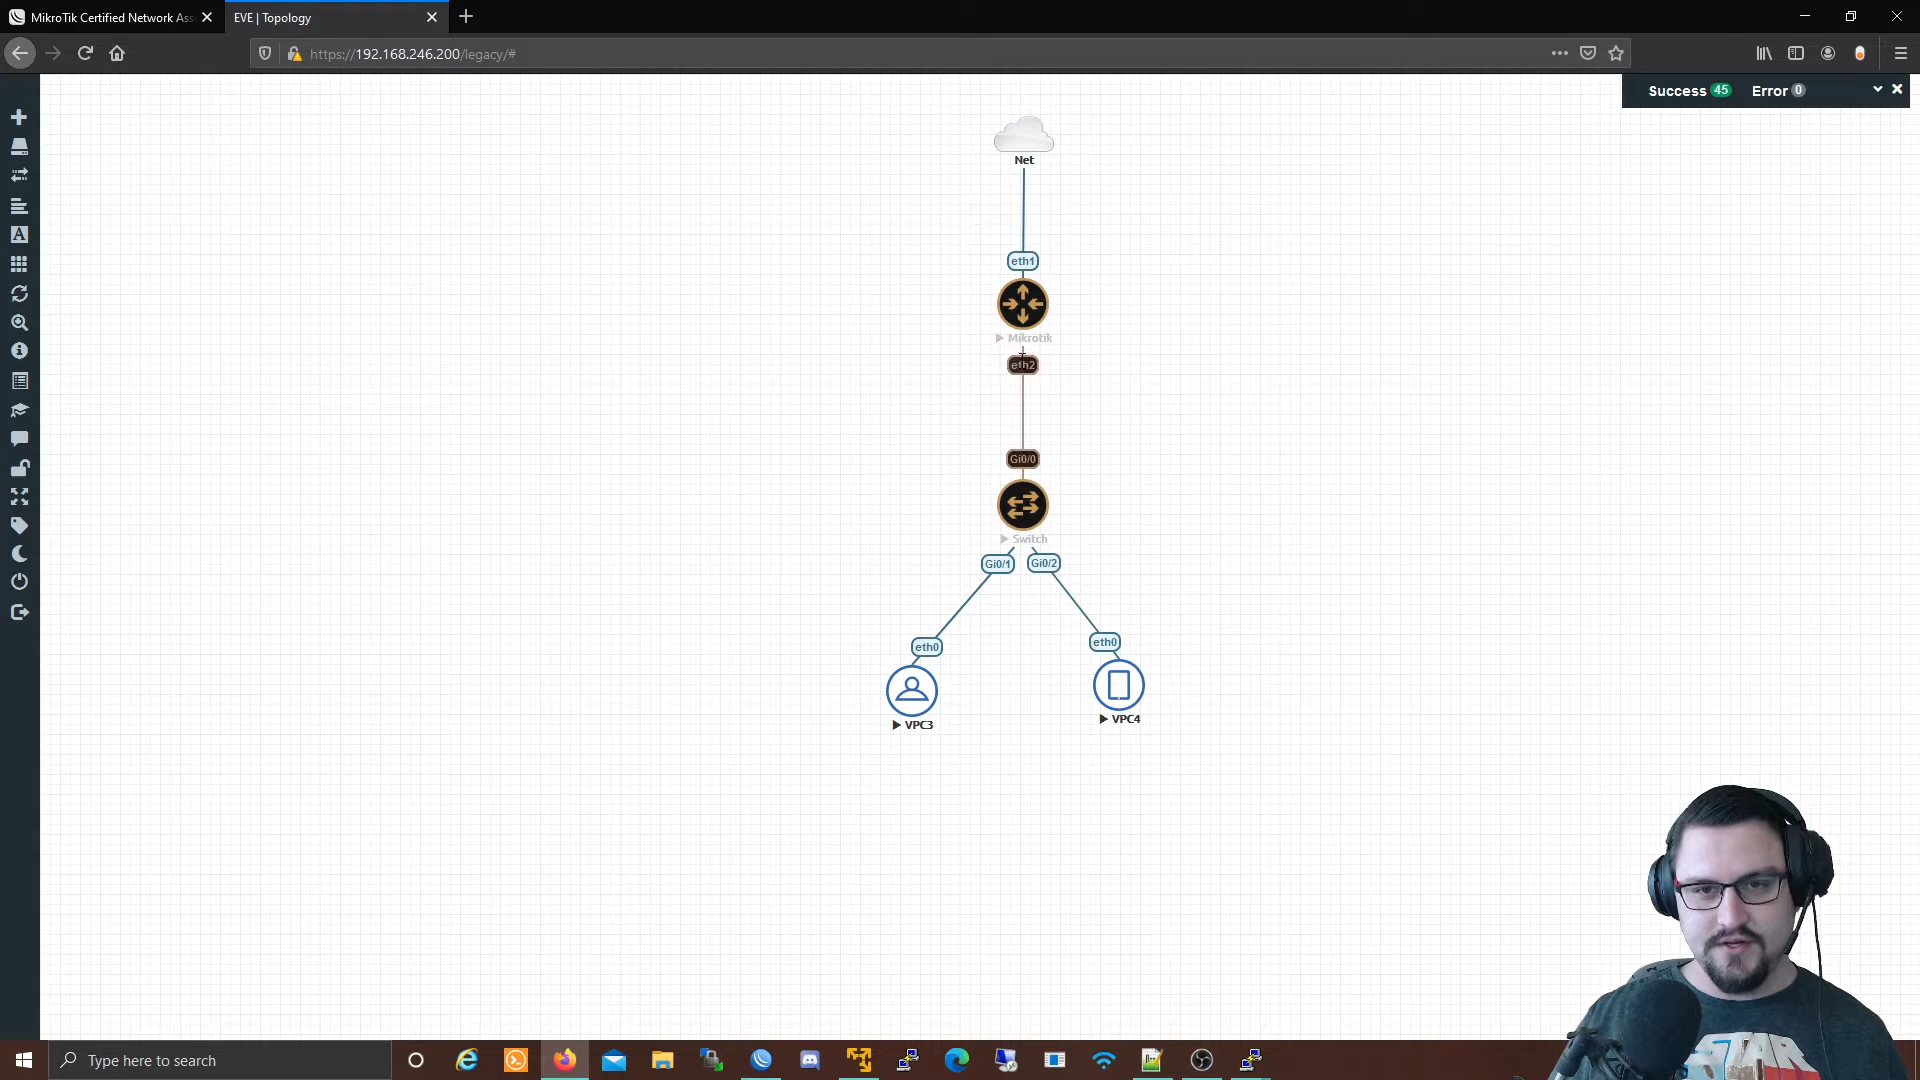 MikroTik Certified Network Ass
EVE | Topology
https://192.168.246.200/legacy/#
Success 45 Error 0
Net
eth1
Mikrotik
eth2
Gi0/0
Switch
Gi0/1
Gi0/2
eth0
eth0
VPC3
VPC4
Type here to search